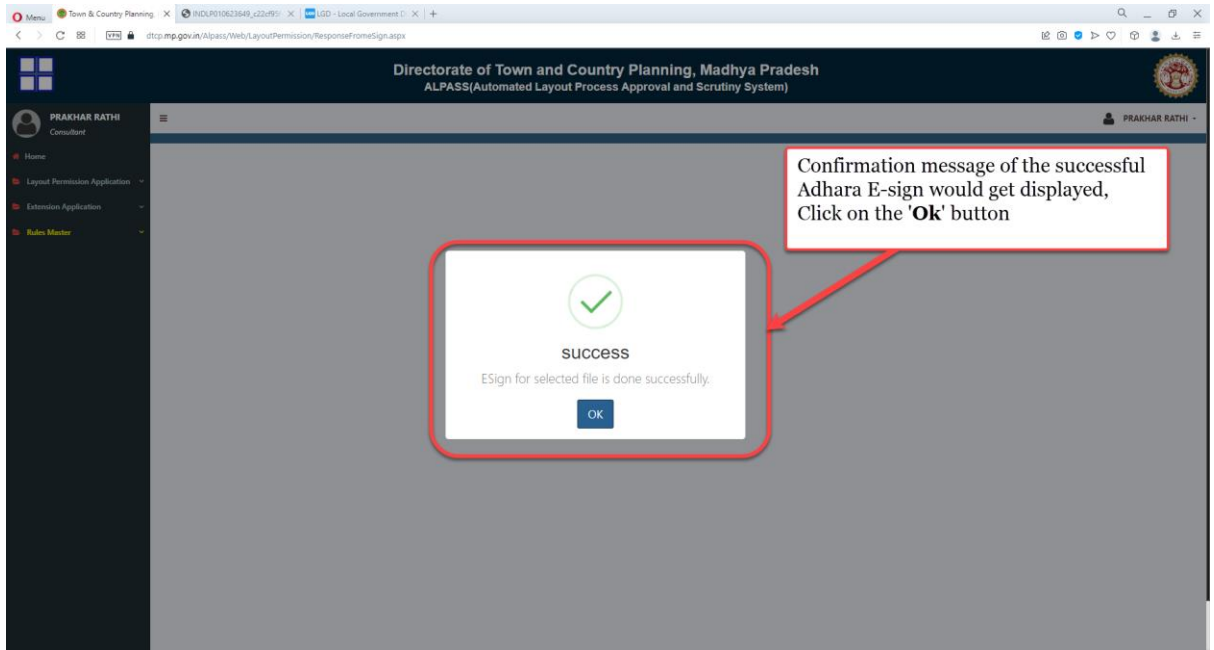 Menu
Town & Country Planning,
INDLP010623649_c22cf95
LGD - Local Government
VPN
dtcp.mp.gov.in/Alpass/Web/LayoutPermission/ResponseFromeSign.aspx
Directorate of Town and Country Planning, Madhya Pradesh
ALPASS(Automated Layout Process Approval and Scrutiny System)
PRAKHAR RATHI
Consultant
PRAKHAR RATHI
Home
Layout Permission Application
Extension Application
Rules Master
Confirmation message of the successful
Adhara E-sign would get displayed,
Click on the 'Ok' button
success
ESign for selected file is done successfully.
OK